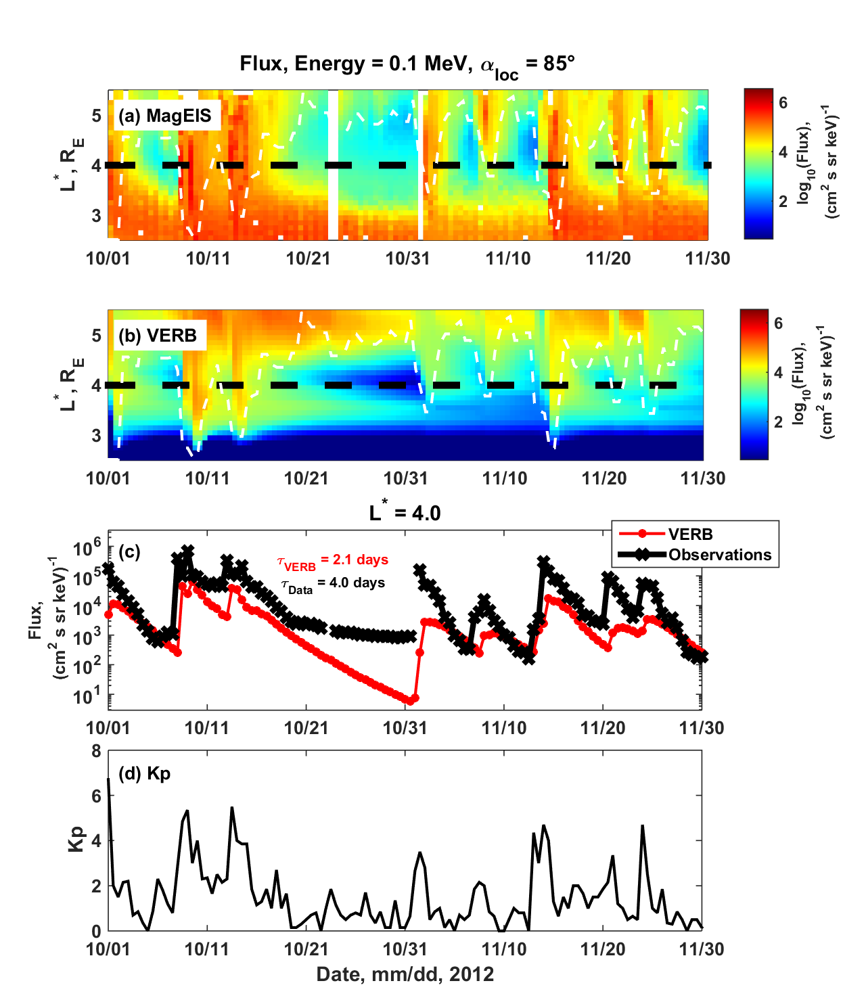 Flux, Energy = 0.1 MeV, αloc = 85°
(a) MagEIS
L*, RE
5
4
3
10/01 10/11 10/21 10/31 11/10 11/20 11/30
6
4
2
log10(Flux),
(cm2 s sr keV)-1
(b) VERB
L*, RE
5
4
3
10/01 10/11 10/21 10/31 11/10 11/20 11/30
6
4
2
log10(Flux),
(cm2 s sr keV)-1
L* = 4.0
(c)
VERB
Observations
τVERB = 2.1 days
τData = 4.0 days
Flux,
(cm2 s sr keV)-1
106
105
104
103
102
101
10/01 10/11 10/21 10/31 11/10 11/20 11/30
(d) Kp
Kp
8
6
4
2
0
10/01 10/11 10/21 10/31 11/10 11/20 11/30
Date, mm/dd, 2012